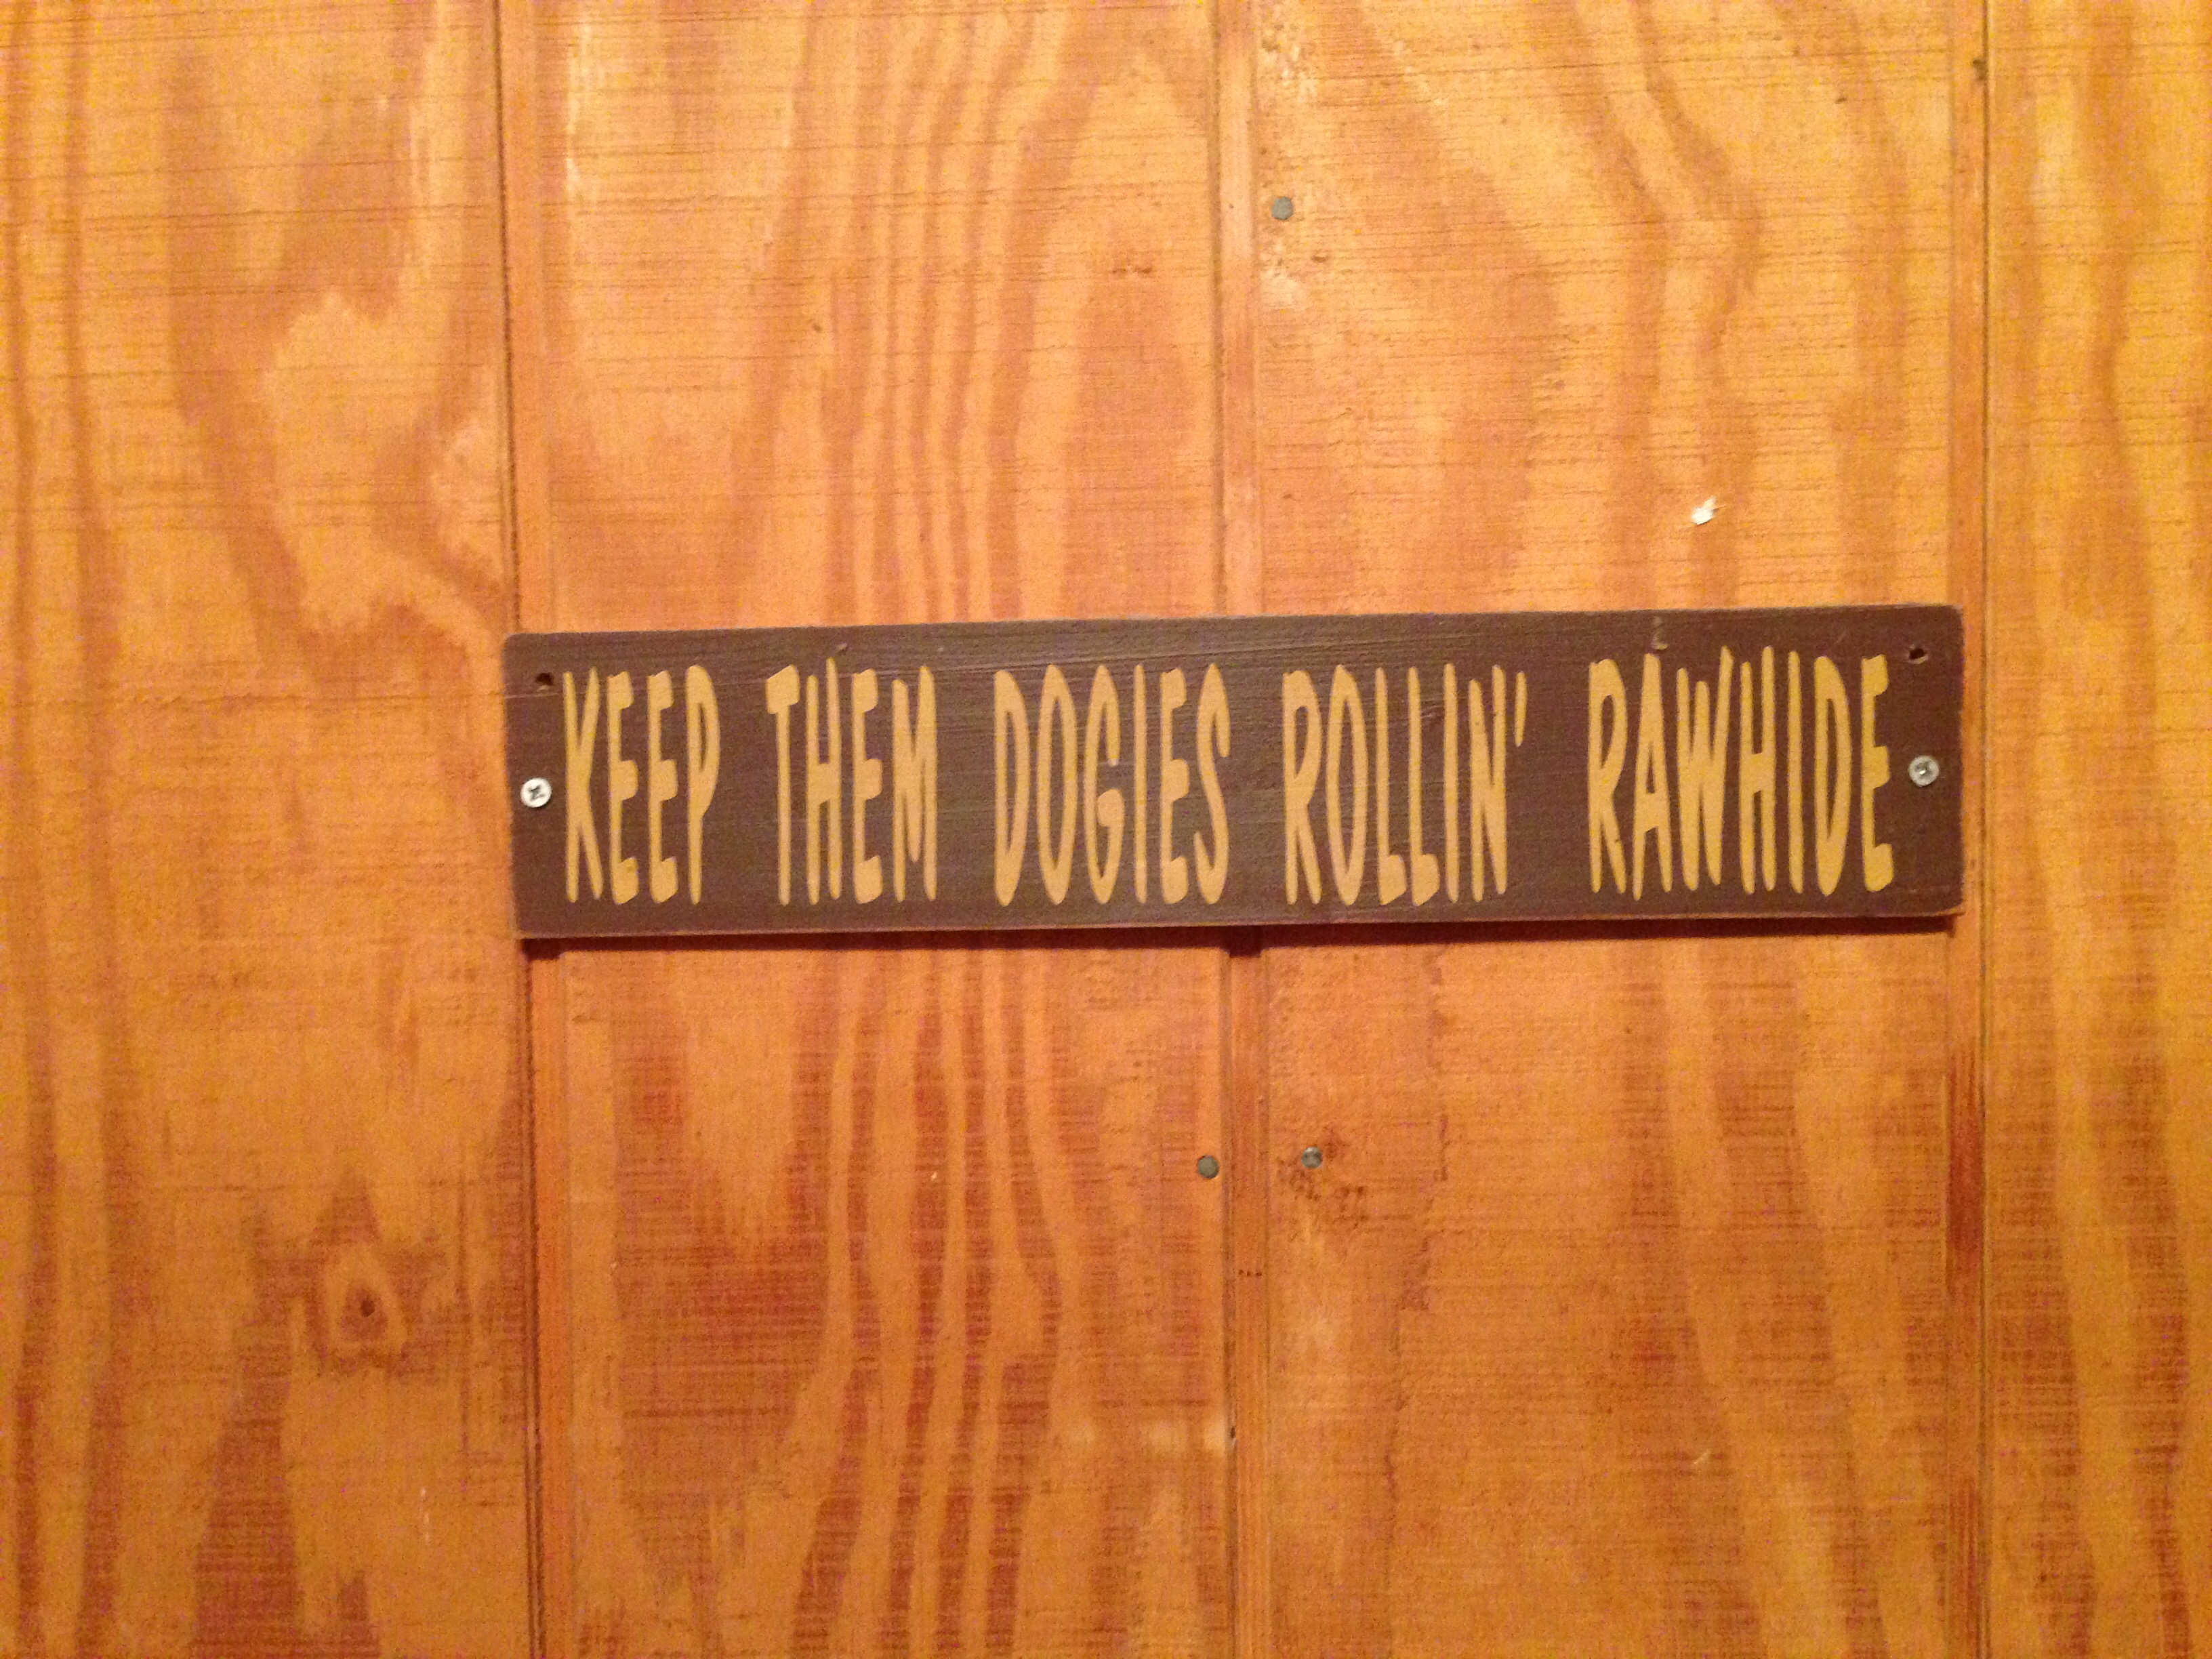 KEEP THEM DOGIES ROLLIN' RAWHIDE